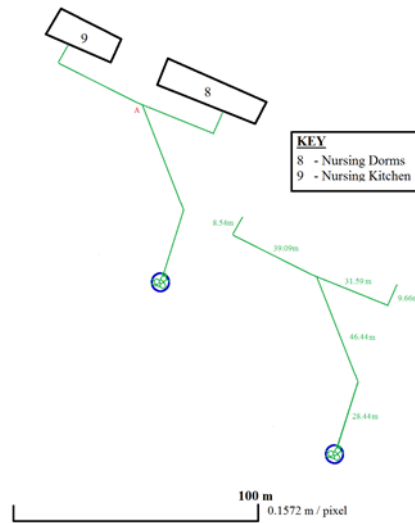 9
8
A
KEY
8 - Nursing Dorms
9 - Nursing Kitchen
8.54m
39.09m
31.59 m
9.66m
46.44m
28.44m
100 m
0.1572 m / pixel